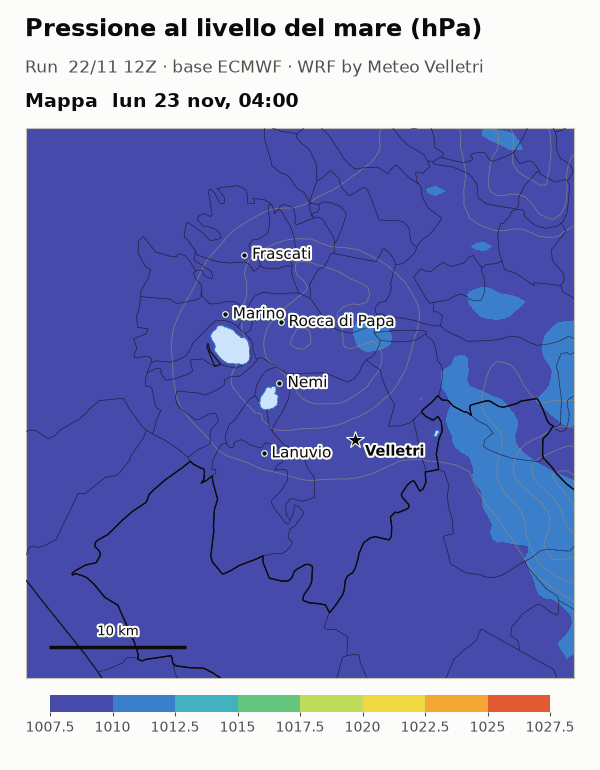 Pressione al livello del mare (hPa)
Run 22/11 12Z · base ECMWF · WRF by Meteo Velletri
Mappa lun 23 nov, 04:00
Frascati
Marino
Rocca di Papa
Nemi
Velletri
Lanuvio
10 km
1007.5 1010 1012.5 1015 1017.5 1020 1022.5 1025 1027.5